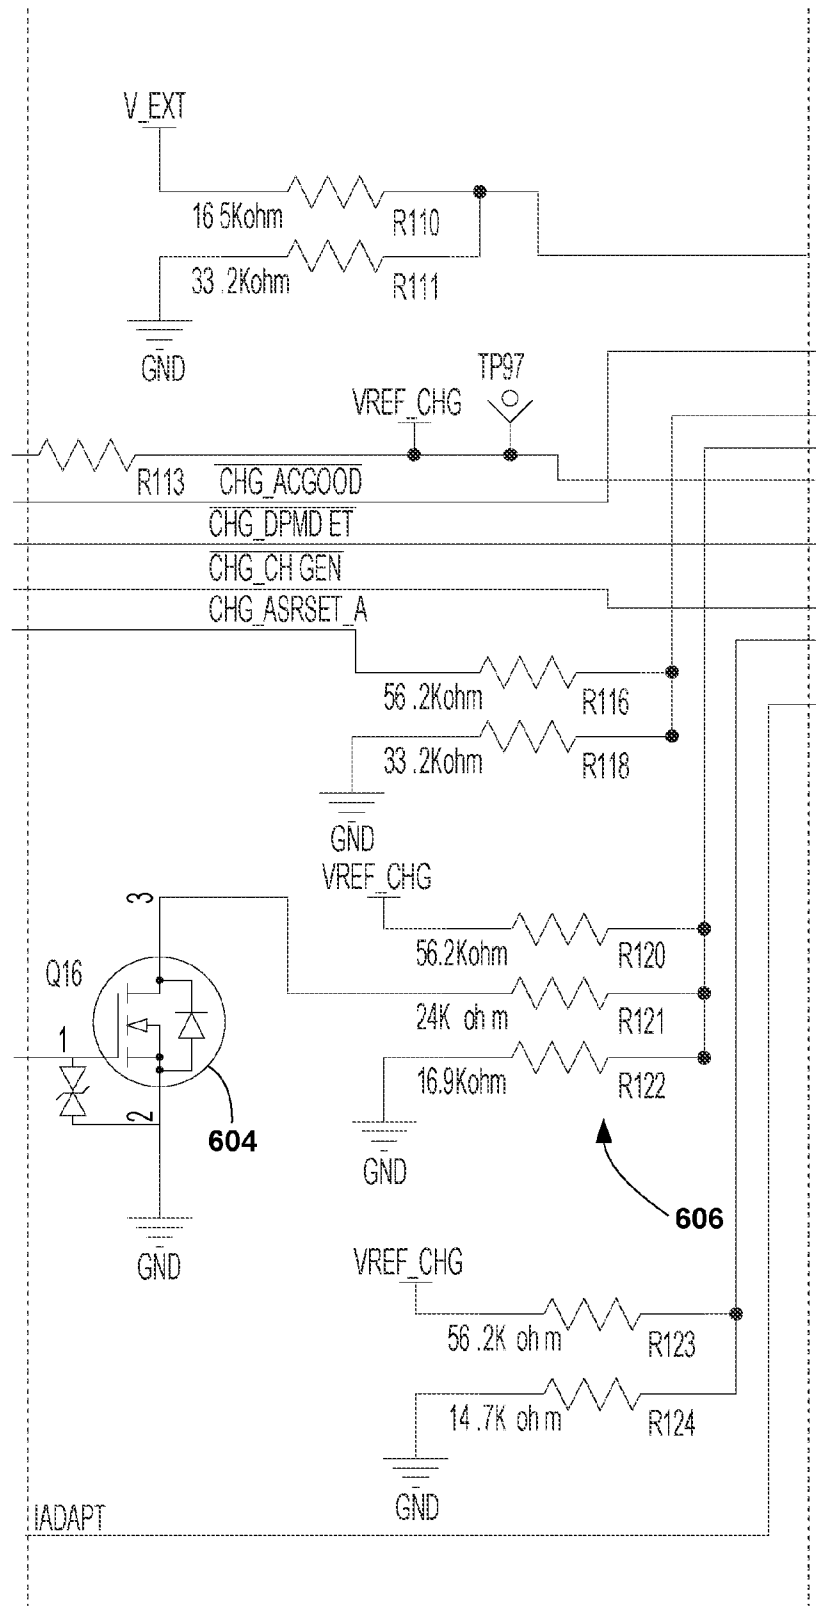 V_EXT
16 5Kohm
R110
33 .2Kohm
R111
GND
TP97
VREF_CHG
R113
CHG_ACGOOD
CHG_DPMD ET
CHG_CH GEN
CHG_ASRSET_A
56 .2Kohm
R116
33 .2Kohm
R118
GND
VREF_CHG
3
56.2Kohm
R120
Q16
24K oh m
R121
1
16.9Kohm
R122
2
604
GND
606
GND
VREF_CHG
56 .2K oh m
R123
14 .7K oh m
R124
GND
IADAPT